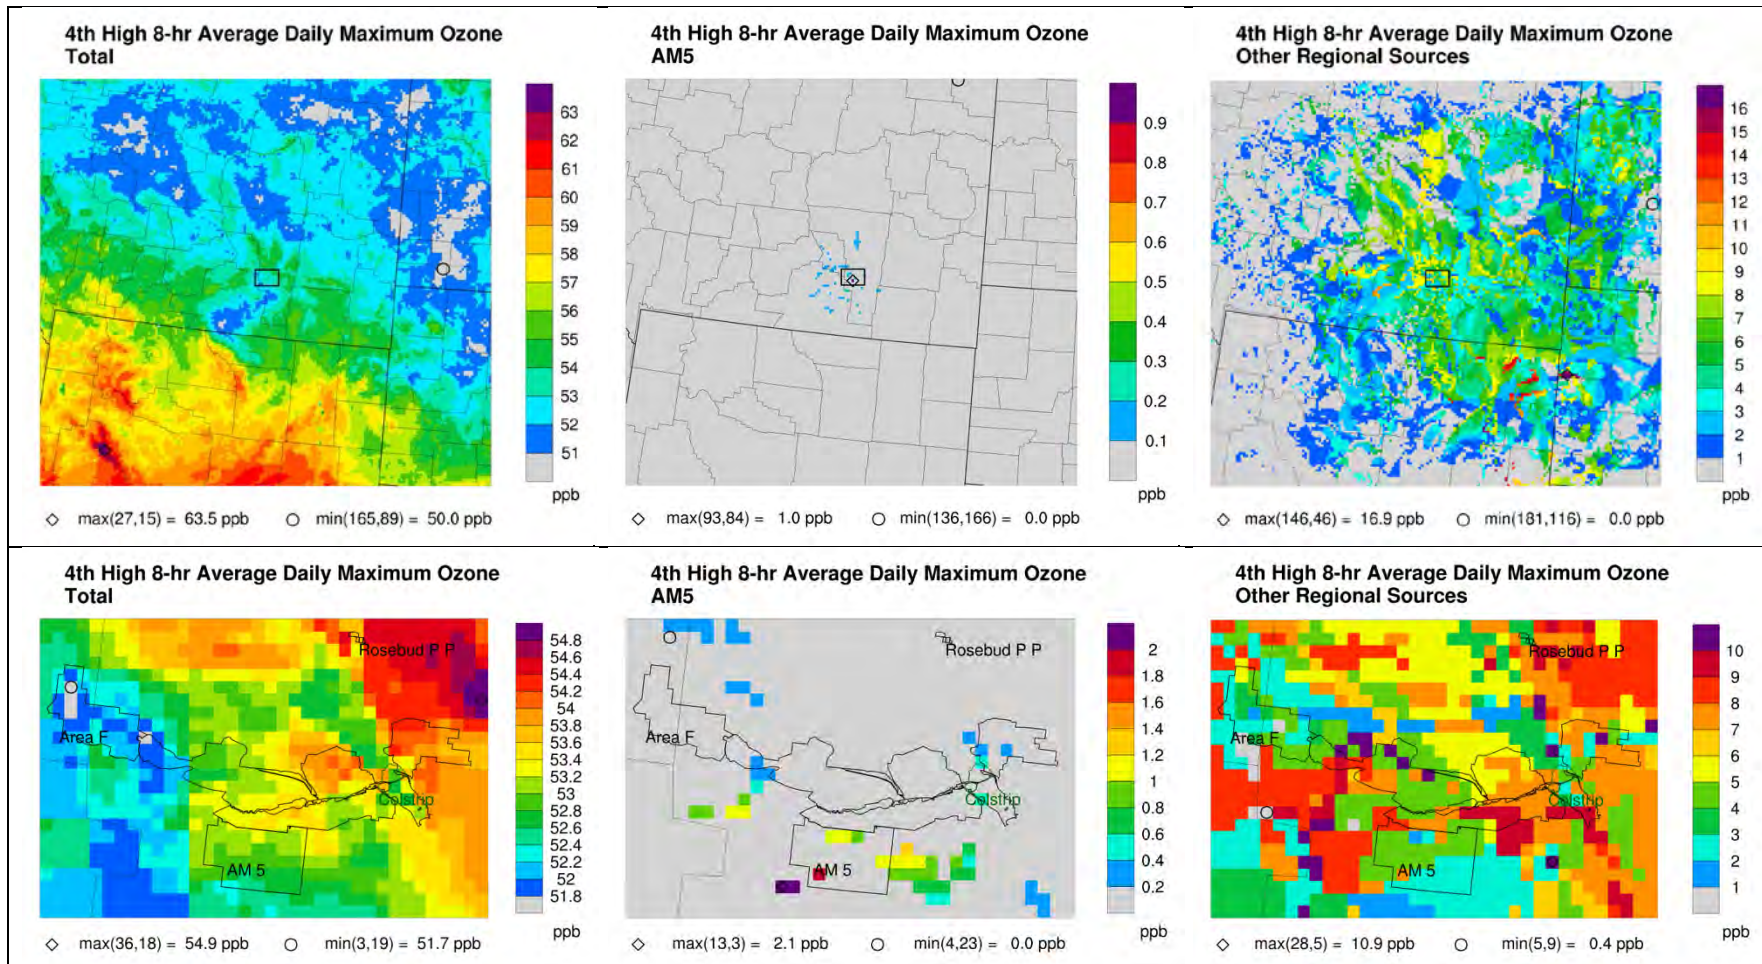 4th High 8-hr Average Daily Maximum Ozone
Total
63
62
61
60
59
58
57
56
55
54
53
52
51
ppb
max(27,15) = 63.5 ppb
min(165,89) = 50.0 ppb
4th High 8-hr Average Daily Maximum Ozone
AM5
0.9
0.8
0.7
0.6
0.5
0.4
0.3
0.2
0.1
ppb
max(93,84) = 1.0 ppb
min(136,166) = 0.0 ppb
4th High 8-hr Average Daily Maximum Ozone
Other Regional Sources
16
15
14
13
12
11
10
9
8
7
6
5
4
3
2
1
ppb
max(146,46) = 16.9 ppb
min(181,116) = 0.0 ppb
4th High 8-hr Average Daily Maximum Ozone
Total
Rosebud P P
Area F
Colstrip
AM 5
54.8
54.6
54.4
54.2
54
53.8
53.6
53.4
53.2
53
52.8
52.6
52.4
52.2
52
51.8
ppb
max(36,18) = 54.9 ppb
min(3,19) = 51.7 ppb
4th High 8-hr Average Daily Maximum Ozone
AM5
Rosebud P P
Area F
Colstrip
AM 5
2
1.8
1.6
1.4
1.2
1
0.8
0.6
0.4
0.2
ppb
max(13,3) = 2.1 ppb
min(4,23) = 0.0 ppb
4th High 8-hr Average Daily Maximum Ozone
Other Regional Sources
Rosebud P P
Area F
Colstrip
AM 5
10
9
8
7
6
5
4
3
2
1
ppb
max(28,5) = 10.9 ppb
min(5,9) = 0.4 ppb